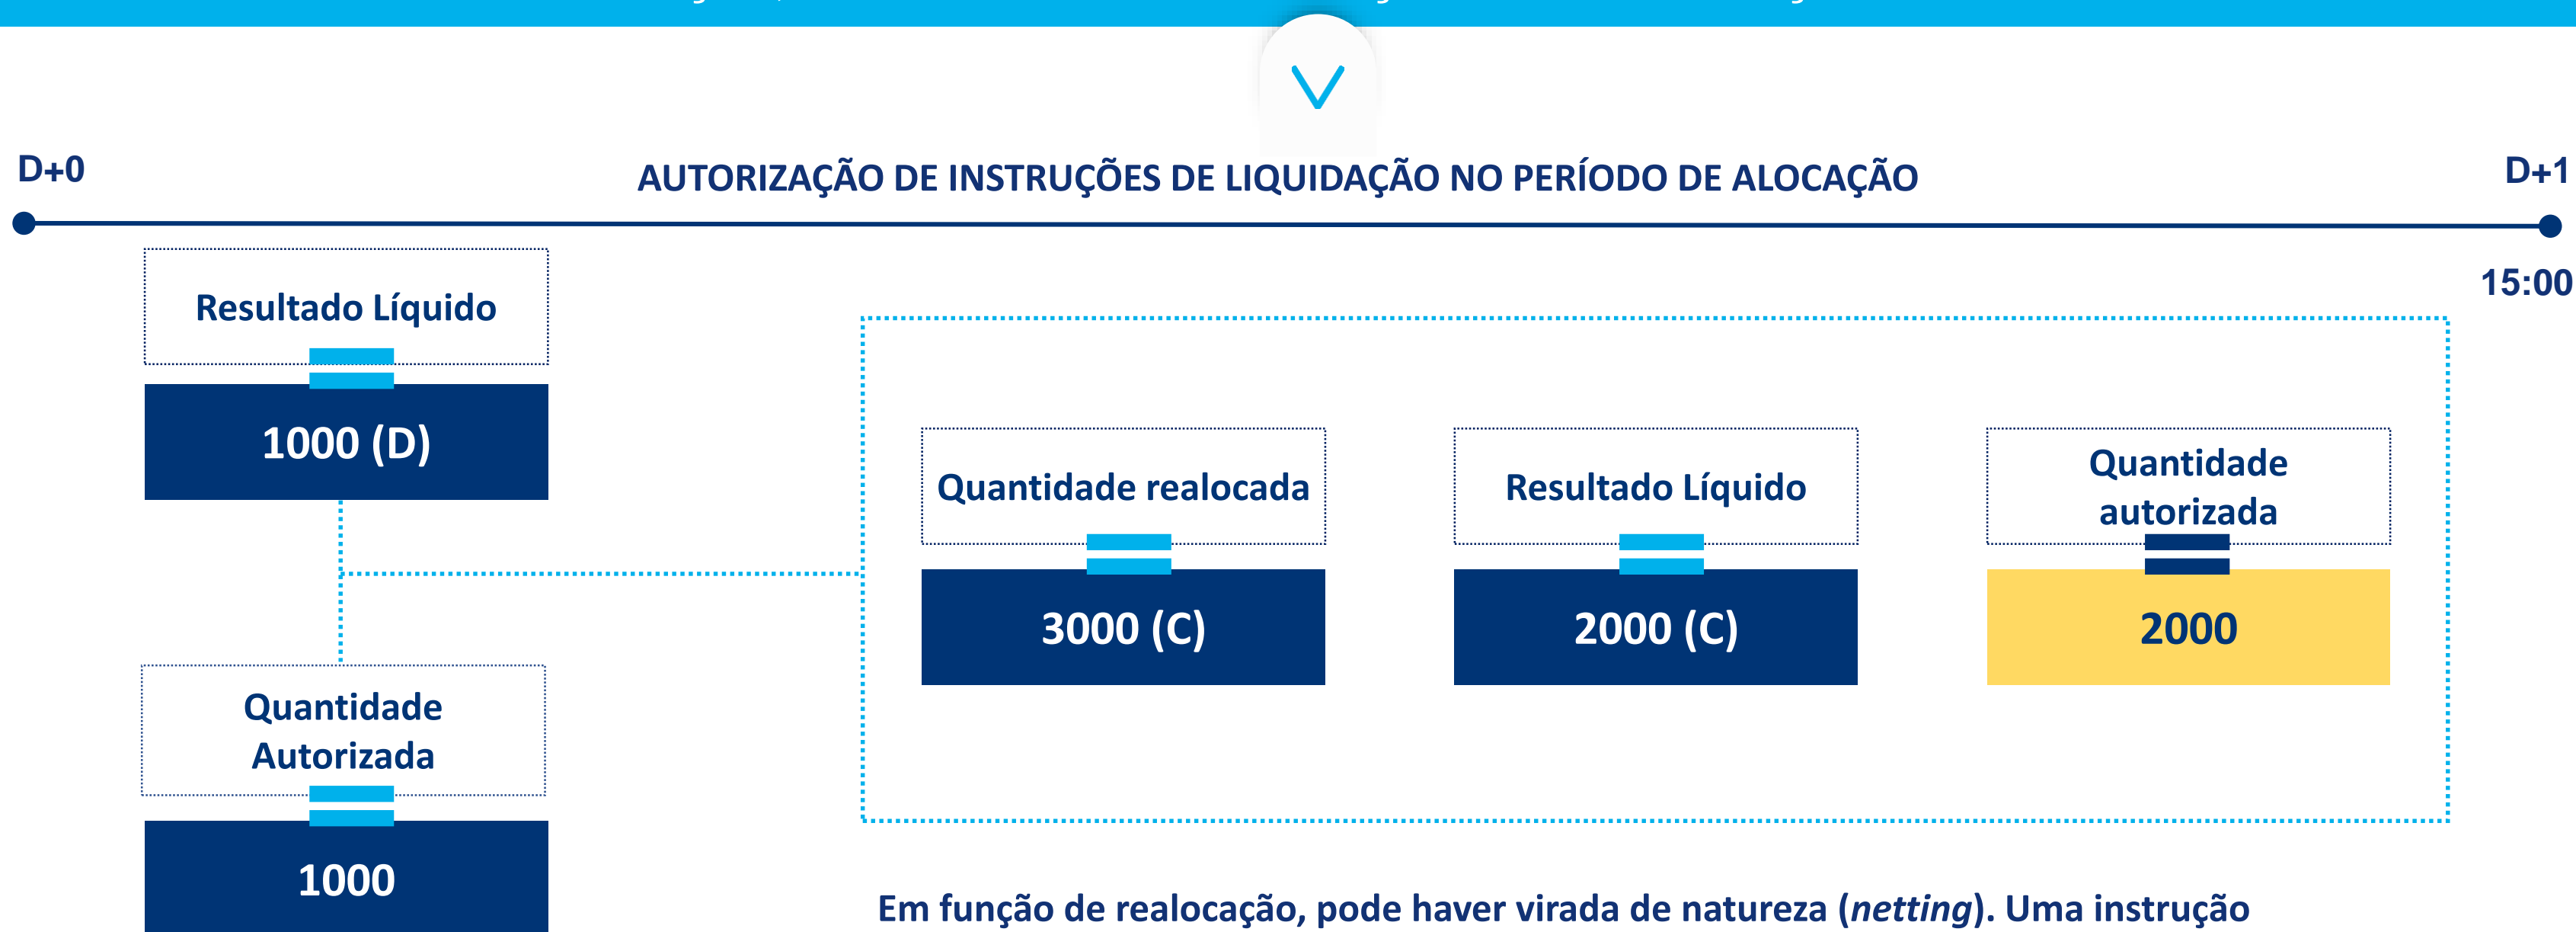 D+0
AUTORIZAÇÃO DE INSTRUÇÕES DE LIQUIDAÇÃO NO PERÍODO DE ALOCAÇÃO
D+1
15:00
Resultado Líquido
1000 (D)
Quantidade
Autorizada
1000
Quantidade realocada
3000 (C)
Resultado Líquido
2000 (C)
Quantidade
autorizada
2000
Em função de realocação, pode haver virada de natureza (netting). Uma instrução